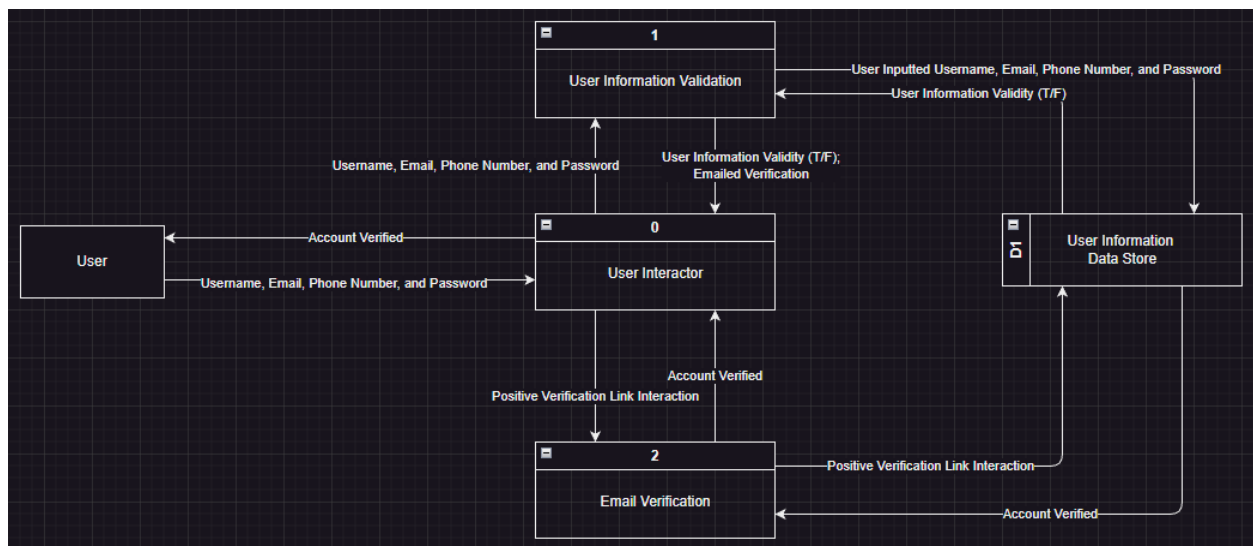 1
User Information Validation
User Inputted Username, Email, Phone Number, and Password
User Information Validity (T/F)
Username, Email, Phone Number, and Password
User Information Validity (T/F);
Emailed Verification
User
Account Verified
Username, Email, Phone Number, and Password
0
User Interactor
D1
User Information
Data Store
Account Verified
Positive Verification Link Interaction
2
Email Verification
Positive Verification Link Interaction
Account Verified